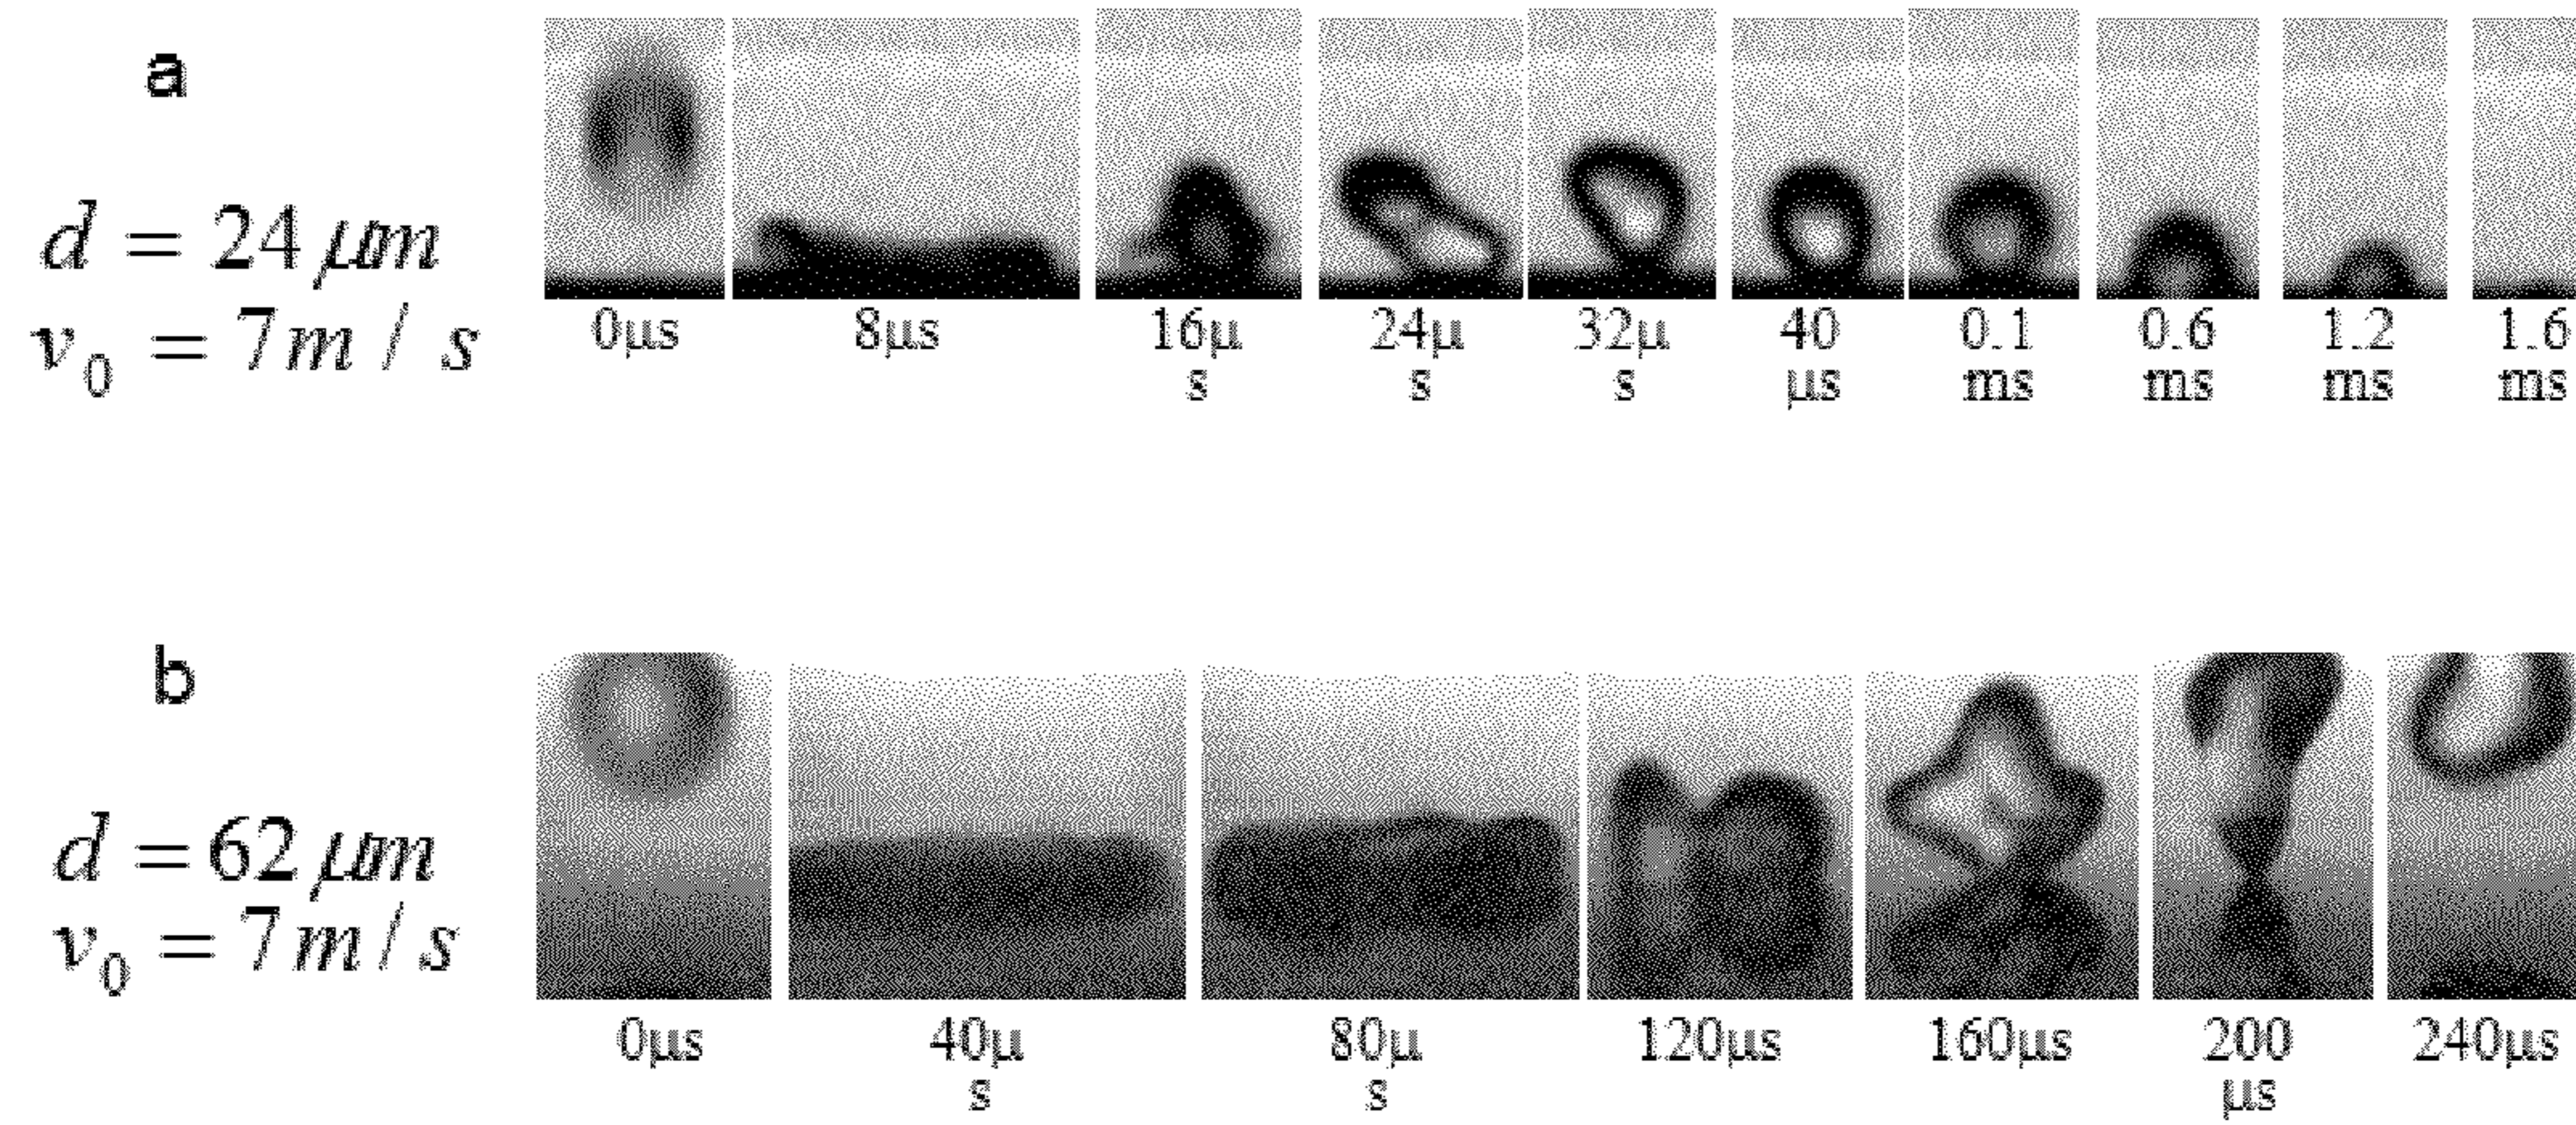 a
d = 24 μm
v₀ = 7 m / s
0μs 8μs 16μ 24μ 32μ 40 0.1 0.6 1.2 1.6
s s s μs ms ms ms ms
b
d = 62 μm
v₀ = 7 m / s
0μs 40μ 80μ 120μs 160μs 200 240μs
s s μs